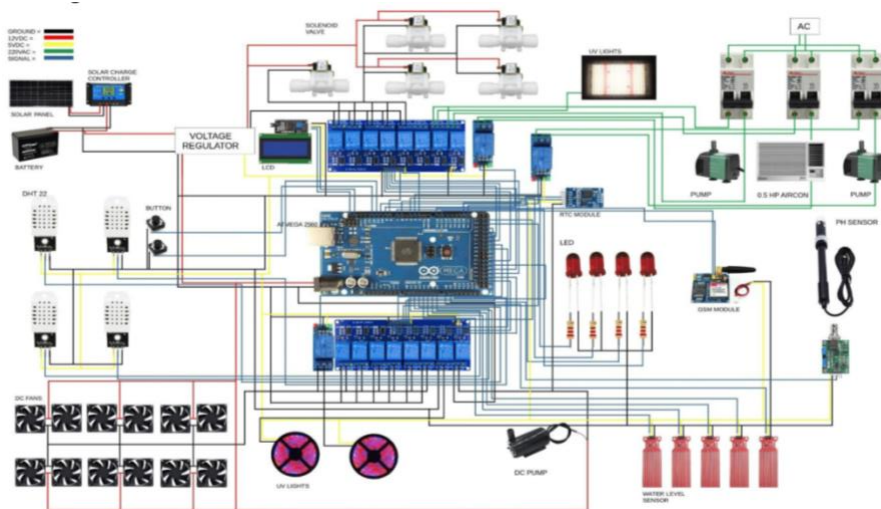 GROUND =
12VDC =
5VDC =
220VAC =
SIGNAL =
SOLAR CHARGE
CONTROLLER
SOLAR PANEL
BATTERY
VOLTAGE
REGULATOR
LCD
SOLENOID
VALVE
UV LIGHTS
AC
PUMP
0.5 HP AIRCON
PUMP
DHT 22
BUTTON
RTC MODULE
PH SENSOR
LED
GSM MODULE
DC FANS
UV LIGHTS
DC PUMP
WATER LEVEL
SENSOR